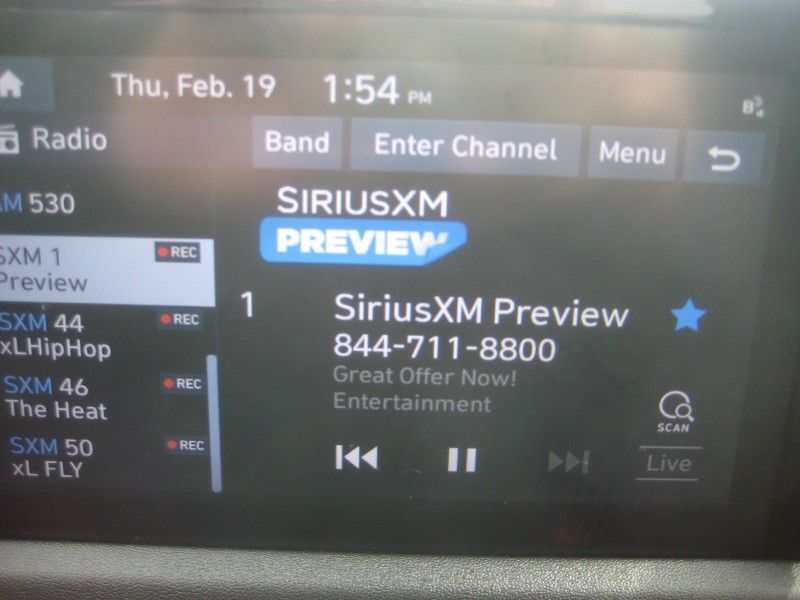 Thu, Feb. 19 1:54 PM
B
Radio
Band
Enter Channel
Menu
AM 530
SXM 1 REC
Preview
SXM 44 REC
xLHipHop
SXM 46 REC
The Heat
SXM 50 REC
xL FLY
SIRIUSXM
PREVIEW
1
SiriusXM Preview
844-711-8800
Great Offer Now!
Entertainment
SCAN
Live